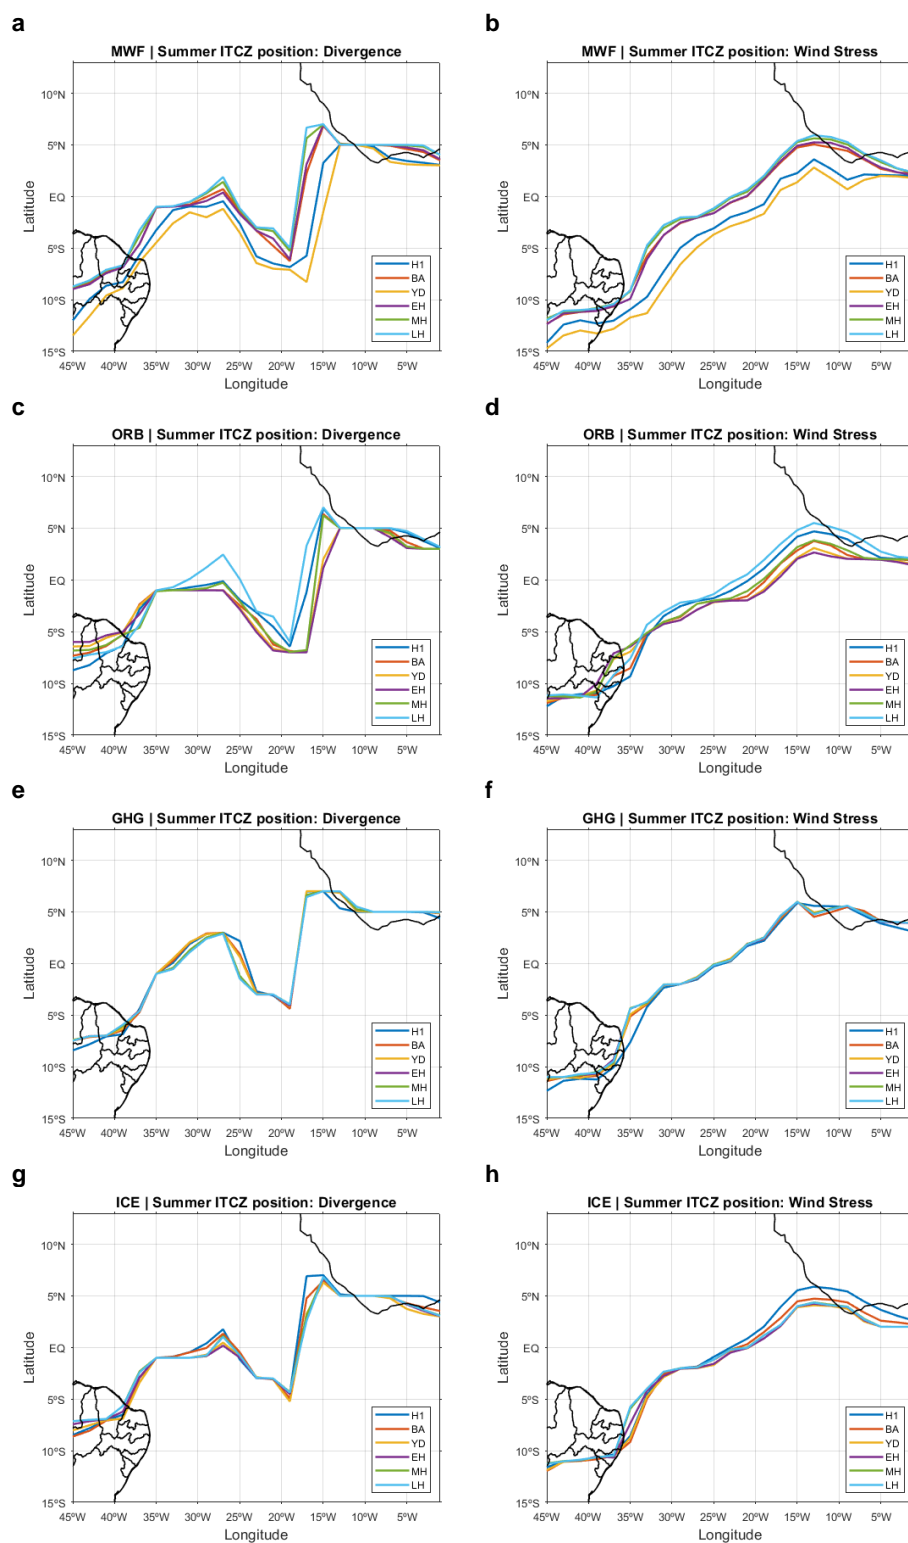 a
MWF | Summer ITCZ position: Divergence
10ºN
5ºN
EQ
5ºS
10ºS
15ºS
Latitude
45ºW 40ºW 35ºW 30ºW 25ºW 20ºW 15ºW 10ºW 5ºW
Longitude
H1
BA
YD
EH
MH
LH
b
MWF | Summer ITCZ position: Wind Stress
10ºN
5ºN
EQ
5ºS
10ºS
15ºS
Latitude
45ºW 40ºW 35ºW 30ºW 25ºW 20ºW 15ºW 10ºW 5ºW
Longitude
H1
BA
YD
EH
MH
LH
c
ORB | Summer ITCZ position: Divergence
10ºN
5ºN
EQ
5ºS
10ºS
15ºS
Latitude
45ºW 40ºW 35ºW 30ºW 25ºW 20ºW 15ºW 10ºW 5ºW
Longitude
H1
BA
YD
EH
MH
LH
d
ORB | Summer ITCZ position: Wind Stress
10ºN
5ºN
EQ
5ºS
10ºS
15ºS
Latitude
45ºW 40ºW 35ºW 30ºW 25ºW 20ºW 15ºW 10ºW 5ºW
Longitude
H1
BA
YD
EH
MH
LH
e
GHG | Summer ITCZ position: Divergence
10ºN
5ºN
EQ
5ºS
10ºS
15ºS
Latitude
45ºW 40ºW 35ºW 30ºW 25ºW 20ºW 15ºW 10ºW 5ºW
Longitude
H1
BA
YD
EH
MH
LH
f
GHG | Summer ITCZ position: Wind Stress
10ºN
5ºN
EQ
5ºS
10ºS
15ºS
Latitude
45ºW 40ºW 35ºW 30ºW 25ºW 20ºW 15ºW 10ºW 5ºW
Longitude
H1
BA
YD
EH
MH
LH
g
ICE | Summer ITCZ position: Divergence
10ºN
5ºN
EQ
5ºS
10ºS
15ºS
Latitude
45ºW 40ºW 35ºW 30ºW 25ºW 20ºW 15ºW 10ºW 5ºW
Longitude
H1
BA
YD
EH
MH
LH
h
ICE | Summer ITCZ position: Wind Stress
10ºN
5ºN
EQ
5ºS
10ºS
15ºS
Latitude
45ºW 40ºW 35ºW 30ºW 25ºW 20ºW 15ºW 10ºW 5ºW
Longitude
H1
BA
YD
EH
MH
LH